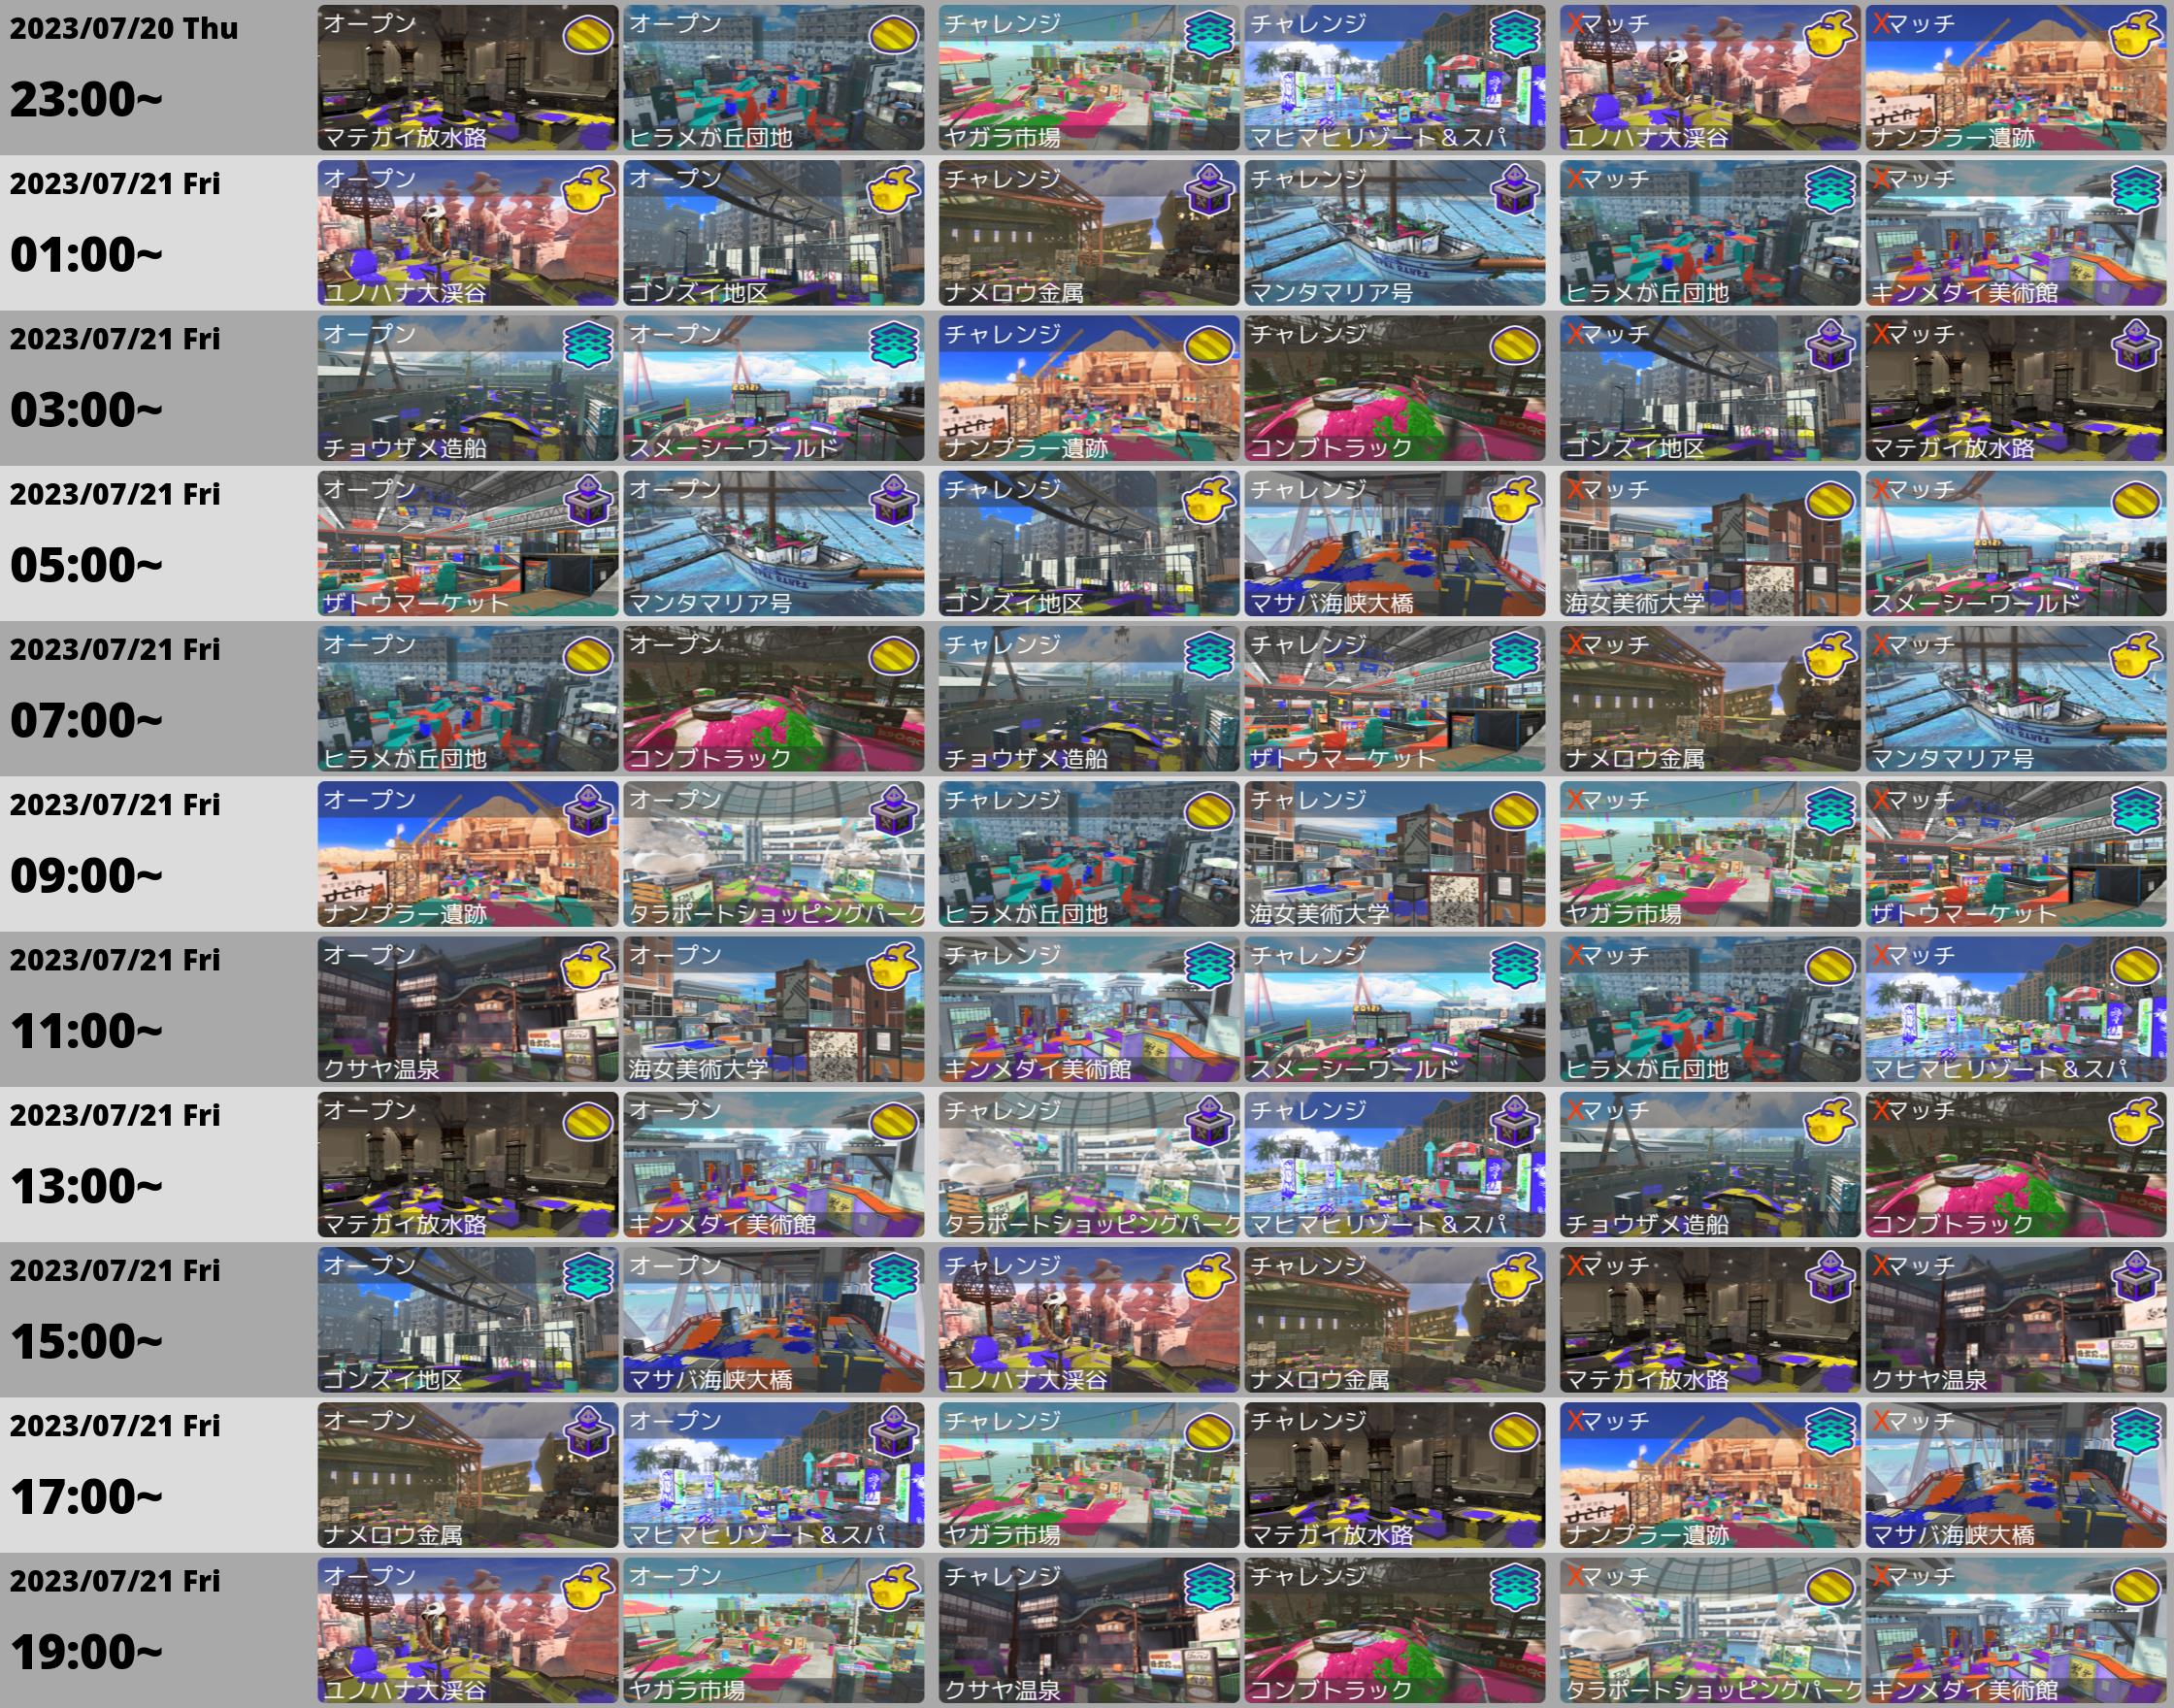 2023/07/20 Thu
23:00~
オープン
マテガイ放水路
オープン
ヒラメが丘団地
チャレンジ
ヤガラ市場
チャレンジ
マヒマヒリゾート＆スパ
Xマッチ
ユノハナ大渓谷
Xマッチ
ナンプラー遺跡
2023/07/21 Fri
01:00~
オープン
ユノハナ大渓谷
オープン
ゴンズイ地区
チャレンジ
ナメロウ金属
チャレンジ
マンタマリア号
Xマッチ
ヒラメが丘団地
Xマッチ
キンメダイ美術館
2023/07/21 Fri
03:00~
オープン
チョウザメ造船
オープン
スメーシーワールド
チャレンジ
ナンプラー遺跡
チャレンジ
コンブトラック
Xマッチ
ゴンズイ地区
Xマッチ
マテガイ放水路
2023/07/21 Fri
05:00~
オープン
ザトウマーケット
オープン
マンタマリア号
チャレンジ
ゴンズイ地区
チャレンジ
マサバ海峡大橋
Xマッチ
海女美術大学
Xマッチ
スメーシーワールド
2023/07/21 Fri
07:00~
オープン
ヒラメが丘団地
オープン
コンブトラック
チャレンジ
チョウザメ造船
チャレンジ
ザトウマーケット
Xマッチ
ナメロウ金属
Xマッチ
マンタマリア号
2023/07/21 Fri
09:00~
オープン
ナンプラー遺跡
オープン
タラポートショッピングパーク
チャレンジ
ヒラメが丘団地
チャレンジ
海女美術大学
Xマッチ
ヤガラ市場
Xマッチ
ザトウマーケット
2023/07/21 Fri
11:00~
オープン
クサヤ温泉
オープン
海女美術大学
チャレンジ
キンメダイ美術館
チャレンジ
スメーシーワールド
Xマッチ
ヒラメが丘団地
Xマッチ
マヒマヒリゾート＆スパ
2023/07/21 Fri
13:00~
オープン
マテガイ放水路
オープン
キンメダイ美術館
チャレンジ
タラポートショッピングパーク
チャレンジ
マヒマヒリゾート＆スパ
Xマッチ
チョウザメ造船
Xマッチ
コンブトラック
2023/07/21 Fri
15:00~
オープン
ゴンズイ地区
オープン
マサバ海峡大橋
チャレンジ
ユノハナ大渓谷
チャレンジ
ナメロウ金属
Xマッチ
マテガイ放水路
Xマッチ
クサヤ温泉
2023/07/21 Fri
17:00~
オープン
ナメロウ金属
オープン
マヒマヒリゾート＆スパ
チャレンジ
ヤガラ市場
チャレンジ
マテガイ放水路
Xマッチ
ナンプラー遺跡
Xマッチ
マサバ海峡大橋
2023/07/21 Fri
19:00~
オープン
ユノハナ大渓谷
オープン
ヤガラ市場
チャレンジ
クサヤ温泉
チャレンジ
コンブトラック
Xマッチ
タラポートショッピングパーク
Xマッチ
キンメダイ美術館